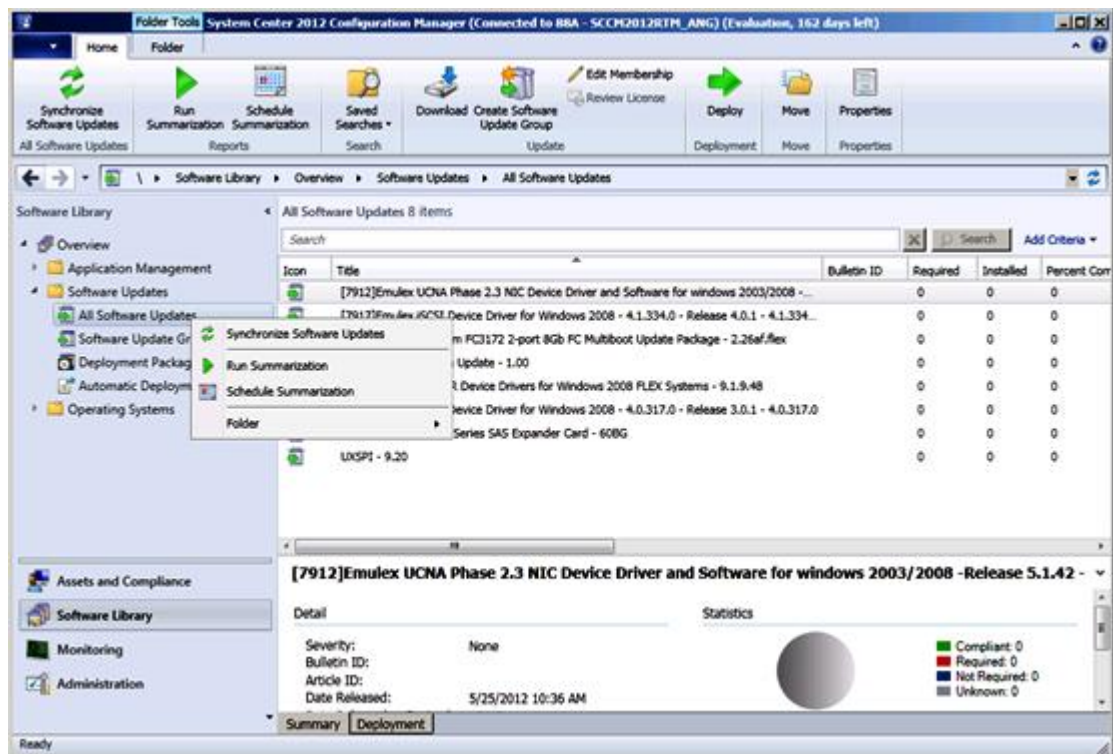 Folder Tools System Center 2012 Configuration Manager (Connected to BBA - SCCM2012RTM_ANG) (Evaluation, 162 days left)
Home Folder
Synchronize Software Updates
Run Summarization
Schedule Summarization
Saved Searches
Download
Create Software Update Group
Edit Membership
Review License
Deploy
Move
Properties
All Software Updates Reports Search Update Deployment Move Properties
\ Software Library Overview Software Updates All Software Updates
Software Library
Overview
Application Management
Software Updates
All Software Updates
Software Update Gr
Deployment Packag
Automatic Deploym
Operating Systems
Synchronize Software Updates
Run Summarization
Schedule Summarization
Folder
All Software Updates 8 items
Search Search Add Criteria
Icon Title Bulletin ID Required Installed Percent Com
[7912]Emulex UCNA Phase 2.3 NIC Device Driver and Software for windows 2003/2008 -... 0 0 0
[7917]Emulex iSCSI Device Driver for Windows 2008 - 4.1.334.0 - Release 4.0.1 - 4.1.334... 0 0 0
m FC3172 2-port 8Gb FC Multiboot Update Package - 2.26af.flex 0 0 0
Update - 1.00 0 0 0
R Device Drivers for Windows 2008 FLEX Systems - 9.1.9.48 0 0 0
Device Driver for Windows 2008 - 4.0.317.0 - Release 3.0.1 - 4.0.317.0 0 0 0
Series SAS Expander Card - 608G 0 0 0
UXSPI - 9.20 0 0 0
Assets and Compliance
Software Library
Monitoring
Administration
[7912]Emulex UCNA Phase 2.3 NIC Device Driver and Software for windows 2003/2008 -Release 5.1.42 -
Detail
Severity: None
Bulletin ID:
Article ID:
Date Released: 5/25/2012 10:36 AM
Statistics
Compliant: 0
Required: 0
Not Required: 0
Unknown: 0
Summary Deployment
Ready